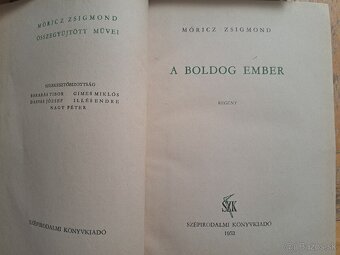 MÓRICZ ZSIGMOND
ÖSSZEGYŰJTÖTT MŰVEI
SZERKESZTŐBIZOTTSÁG
BARABÁS TIBOR GIMES MIKLÓS
DARVAS JÓZSEF ILLÉS ENDRE
NAGY PÉTER
SZÉPIRODALMI KÖNYVKIADÓ
MÓRICZ ZSIGMOND
A BOLDOG EMBER
REGÉNY
SZK
SZÉPIRODALMI KÖNYVKIADÓ